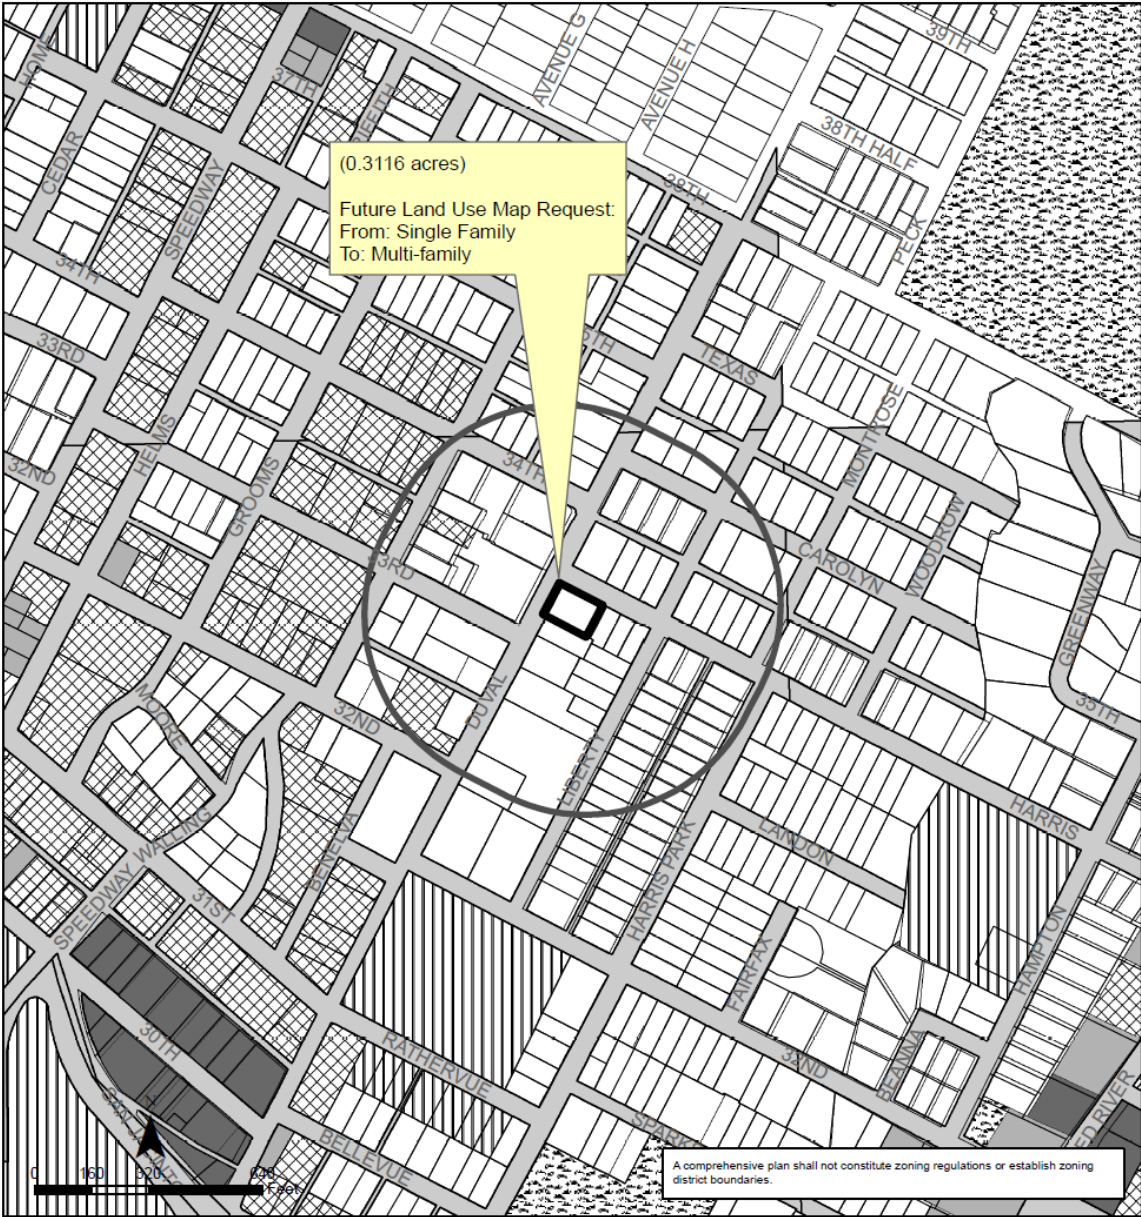 HOME
37TH
AVENUE G
AVENUE H
39TH
CEDAR
SPEEDWAY
38TH HALF
38TH
PECK
(0.3116 acres)
Future Land Use Map Request:
From: Single Family
To: Multi-family
34TH
33RD
TEXAS
MONTROSE
32ND
HELMS
GROOMS
34TH
33RD
CAROLYN
WOODROW
GREENWAY
35TH
MOORE
32ND
DUVAL
LIBERTY
HARRIS
LANDON
SPEEDWAY
WALLING
BENELVA
31ST
HARRIS PARK
FAIRFAX
HAMPTON
30TH
RATHERVUE
32ND
BEANNA
BELLEVUE
N
0 160 320 640
Feet
A comprehensive plan shall not constitute zoning regulations or establish zoning
district boundaries.